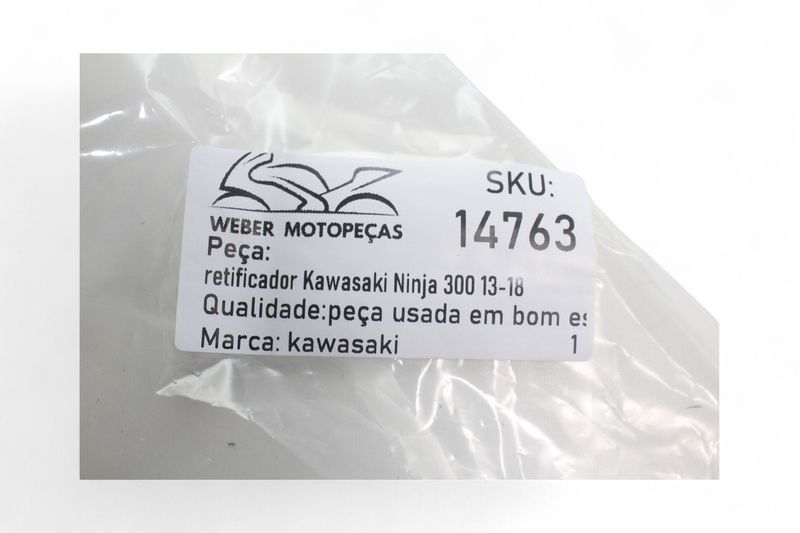 WEBER MOTOPEÇAS
SKU:
14763
Peça:
retificador Kawasaki Ninja 300 13-18
Qualidade:peça usada em bom es
Marca: kawasaki 1